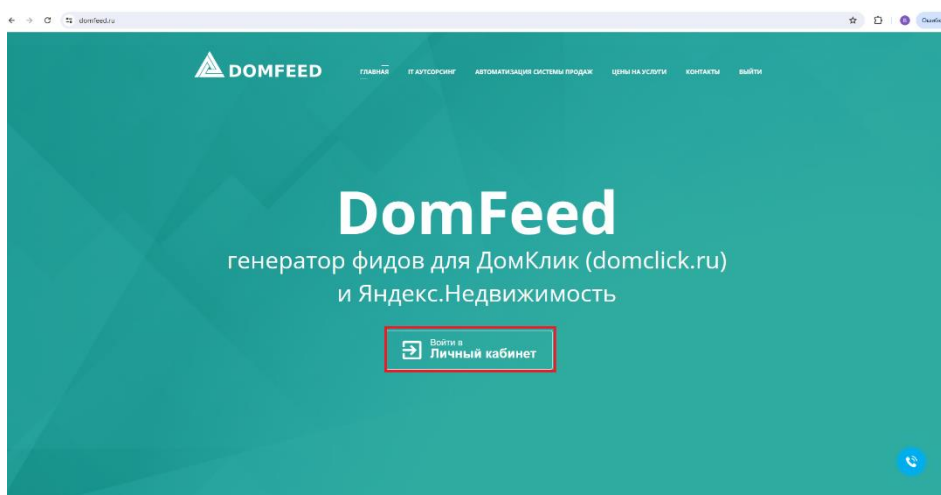 domfeed.ru
DOMFEED
ГЛАВНАЯ
IT АУТСОРСИНГ
АВТОМАТИЗАЦИЯ СИСТЕМЫ ПРОДАЖ
ЦЕНЫ НА УСЛУГИ
КОНТАКТЫ
ВЫЙТИ
DomFeed
генератор фидов для ДомКлик (domclick.ru)
и Яндекс.Недвижимость
Войти в
Личный кабинет